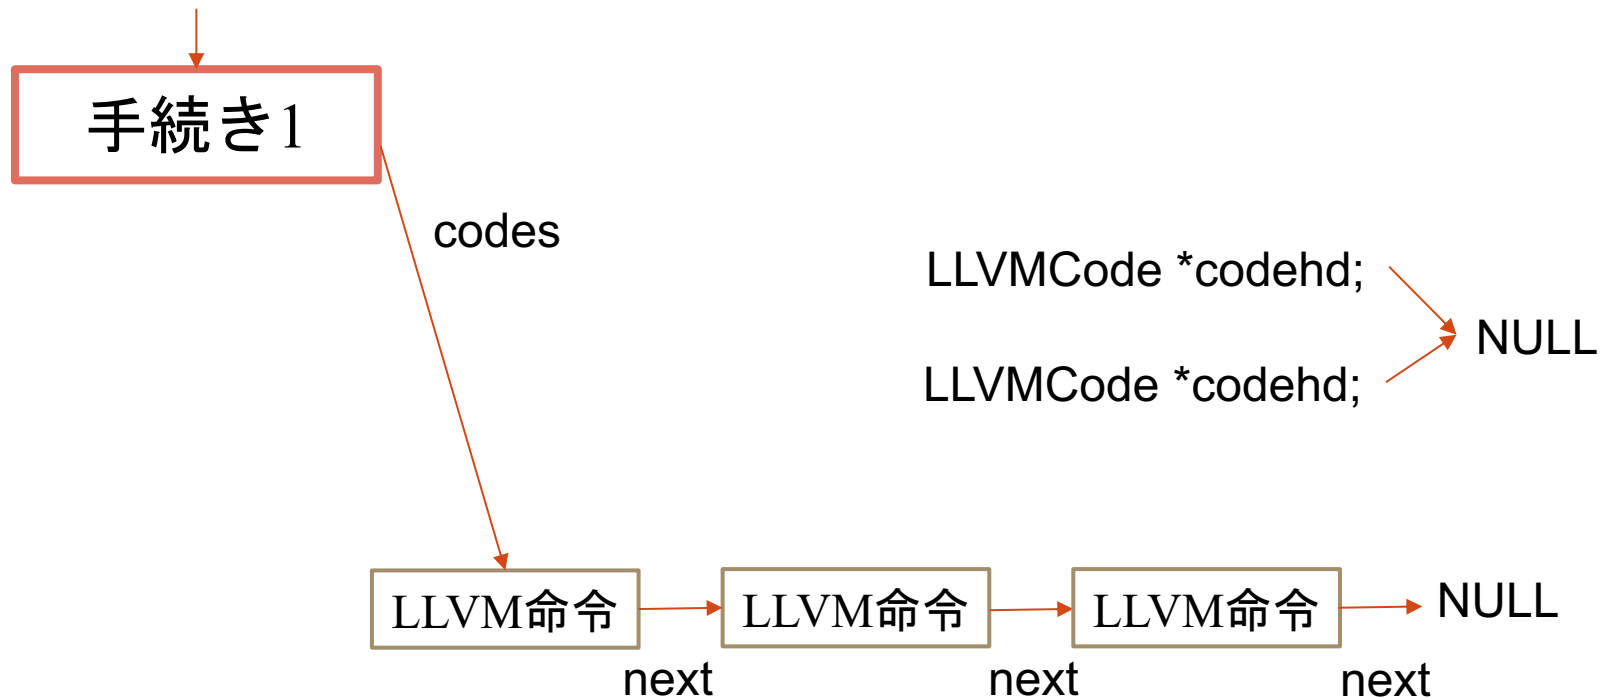 手続き1
codes
LLVMCode *codehd;
NULL
LLVMCode *codehd;
LLVM命令
LLVM命令
LLVM命令
NULL
next
next
next